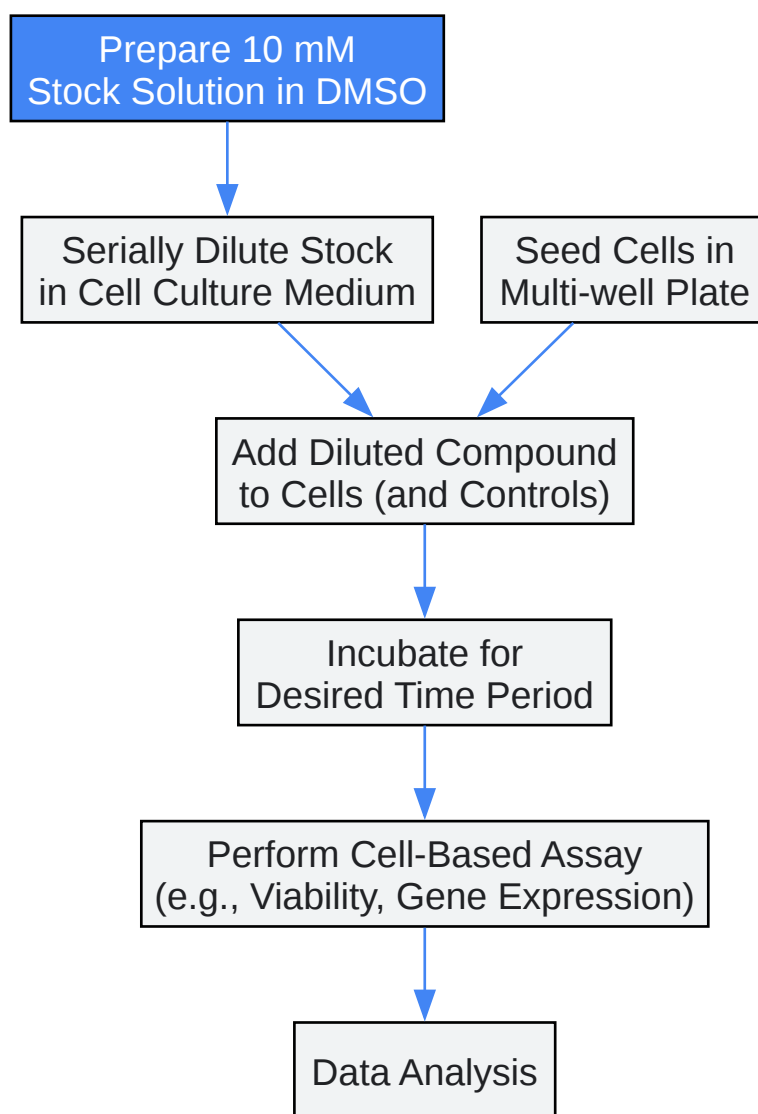 Prepare 10 mM
Stock Solution in DMSO
Serially Dilute Stock
in Cell Culture Medium
Seed Cells in
Multi-well Plate
Add Diluted Compound
to Cells (and Controls)
Incubate for
Desired Time Period
Perform Cell-Based Assay
(e.g., Viability, Gene Expression)
Data Analysis